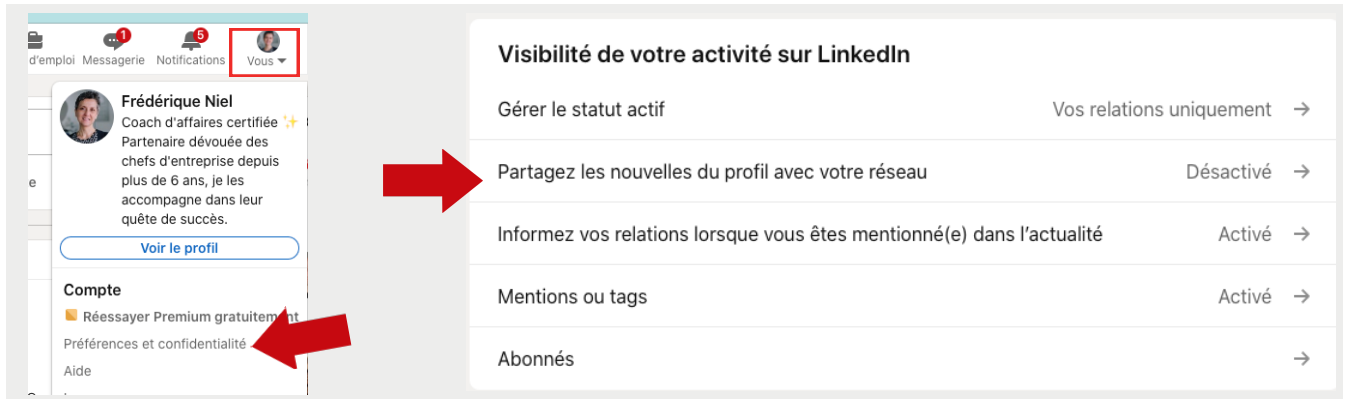 1
5
d'emploi Messagerie Notifications Vous
Frédérique Niel
Coach d'affaires certifiée ✨
Partenaire dévouée des
chefs d'entreprise depuis
plus de 6 ans, je les
accompagne dans leur
quête de succès.
Voir le profil
Compte
Réessayer Premium gratuitement
Préférences et confidentialité
Aide
e
Visibilité de votre activité sur LinkedIn
Gérer le statut actif Vos relations uniquement →
Partagez les nouvelles du profil avec votre réseau Désactivé →
Informez vos relations lorsque vous êtes mentionné(e) dans l’actualité Activé →
Mentions ou tags Activé →
Abonnés →